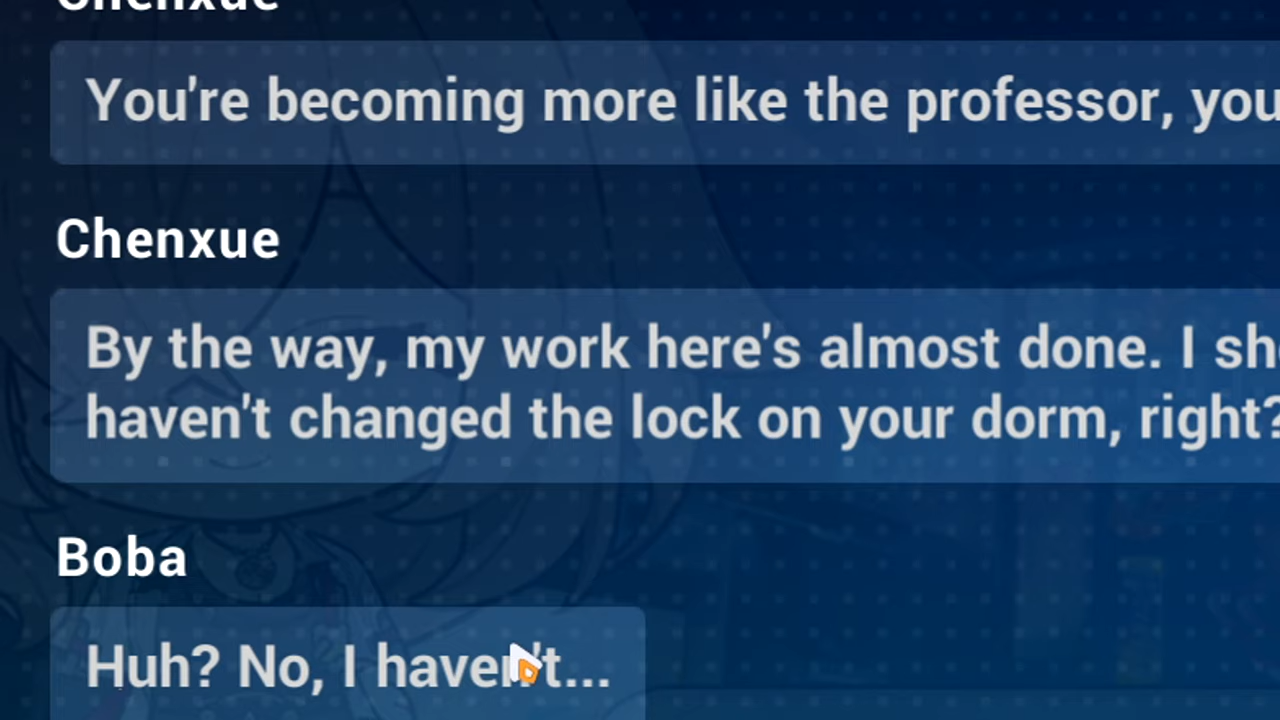 Chenxue
You're becoming more like the professor, you
Chenxue
By the way, my work here's almost done. I
haven't changed the lock on your dorm, right?
Boba
Huh? No, I haven't...